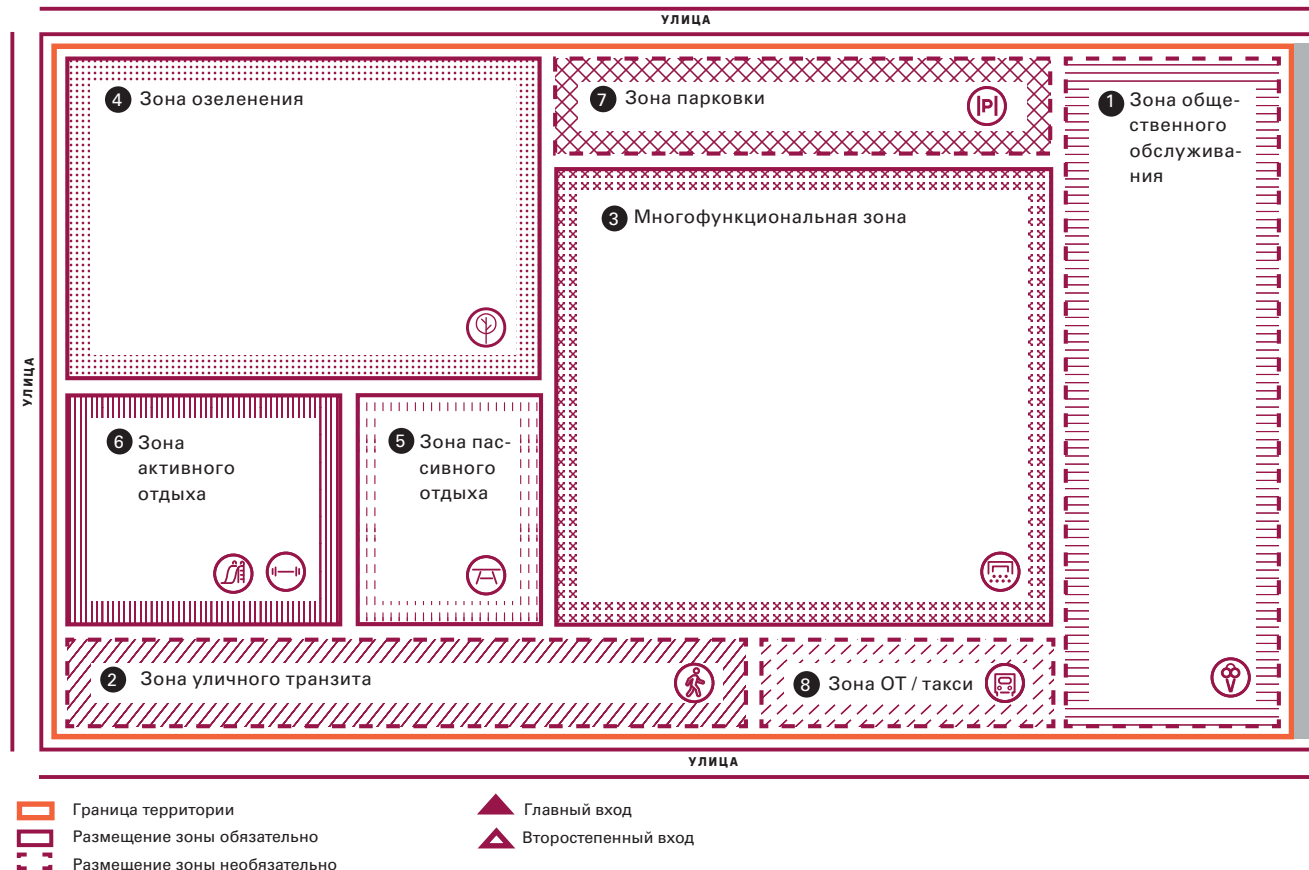 УЛИЦА
4 Зона озеленения
7 Зона парковки
P
1 Зона обще-
ственного
обслужива-
ния
3 Многофункциональная зона
УЛИЦА
6 Зона
активного
отдыха
5 Зона пас-
сивного
отдыха
2 Зона уличного транзита
8 Зона ОТ / такси
УЛИЦА
Граница территории
Размещение зоны обязательно
Размещение зоны необязательно
Главный вход
Второстепенный вход